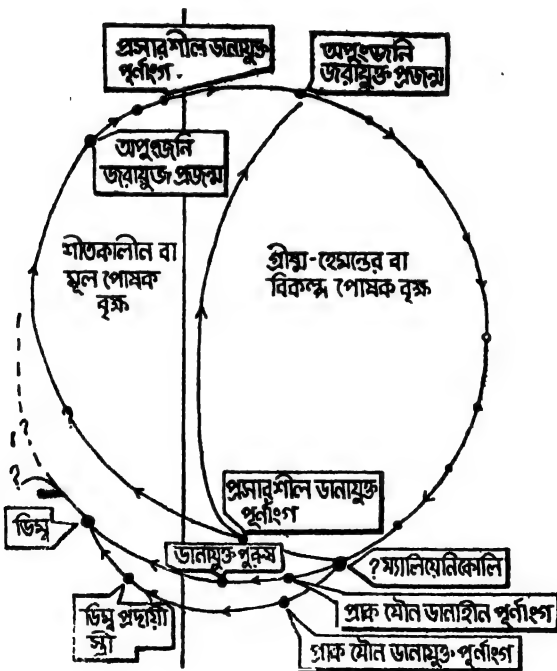 প্রসারশীল ডানাযুক্ত
পূর্নাংগ
অপুংজনি
জরায়ুক্ত প্রজন্ম
অপুংজনি
জরায়ুজ প্রজন্ম
শীতকালীন বা
মূল পোষক
বৃক্ষ
গ্রীষ্ম-হেমন্তের বা
বিকল্প পোষক বৃক্ষ
?
?
?
প্রসারশীল ডানাযুক্ত
পূর্নাংগ
ডিম্ব
ডানাযুক্ত পুরুষ
? ম্যালিয়েনিকোলি
ডিম্ব প্রদায়ী
স্ত্রী
প্রাক যৌন ডানাহীন পূর্ণাংগ
প্রাক যৌন ডানাযুক্ত পূর্ণাংগ